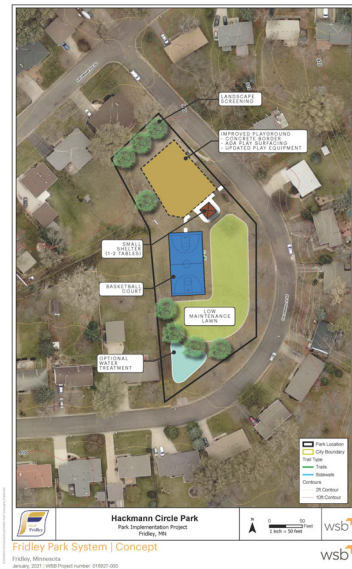 LANDSCAPE
SCREENING
IMPROVED PLAYGROUND
- CONCRETE BORDER
- ADA PLAY SURFACING
- UPDATED PLAY EQUIPMENT
SMALL
SHELTER
(1-2 TABLES)
BASKETBALL
COURT
LOW
MAINTENANCE
LAWN
OPTIONAL
WATER
TREATMENT
Park Location
City Boundary
Trail Type
Trails
Sidewalk
Contours
2ft Contour
10ft Contour
Fridley
Hackmann Circle Park
Park Implementation Project
Fridley, MN
0 50
Feet
1 inch = 50 feet
wsb
Fridley Park System | Concept
Fridley, Minnesota
January, 2021 | WSB Project number: 016927-000
wsb